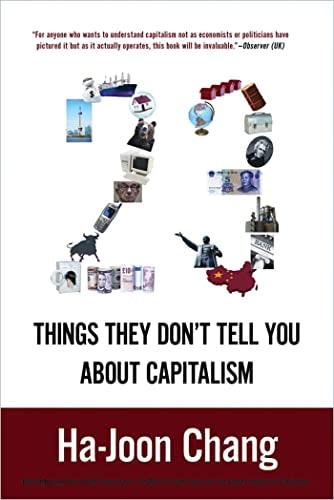 "For anyone who wants to understand capitalism not as economists or politicians have
pictured it but as it actually operates, this book will be invaluable."–Observer (UK)
23
THINGS THEY DON'T TELL YOU
ABOUT CAPITALISM
Ha-Joon Chang